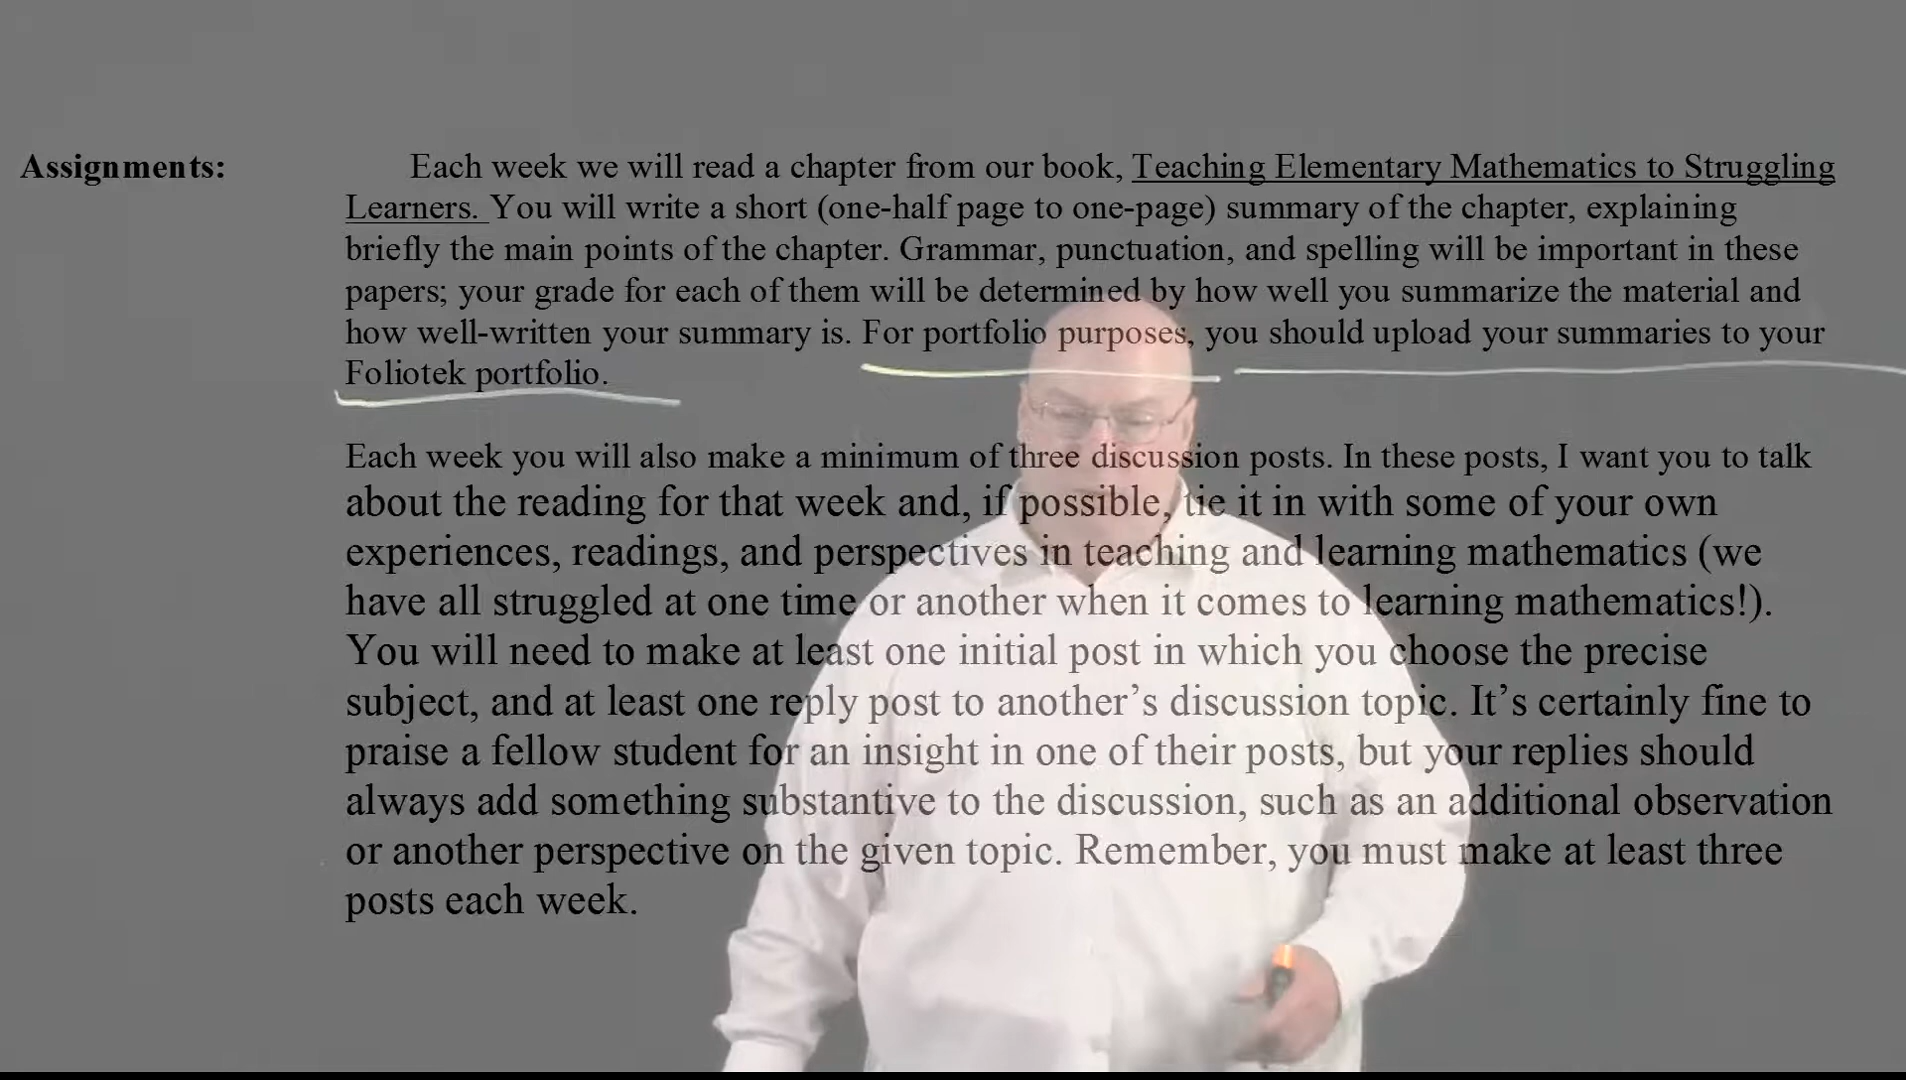 Assignments: Each week we will read a chapter from our book, Teaching Elementary Mathematics to Struggling
Learners. You will write a short (one-half page to one-page) summary of the chapter, explaining
briefly the main points of the chapter. Grammar, punctuation, and spelling will be important in these
papers; your grade for each of them will be determined by how well you summarize the material and
how well-written your summary is. For portfolio purposes, you should upload your summaries to your
Foliotek portfolio.
Each week you will also make a minimum of three discussion posts. In these posts, I want you to talk
about the reading for that week and, if possible, tie it in with some of your own
experiences, readings, and perspectives in teaching and learning mathematics (we
have all struggled at one time or another when it comes to learning mathematics!).
You will need to make at least one initial post in which you choose the precise
subject, and at least one reply post to another’s discussion topic. It’s certainly fine to
praise a fellow student for an insight in one of their posts, but your replies should
always add something substantive to the discussion, such as an additional observation
or another perspective on the given topic. Remember, you must make at least three
posts each week.